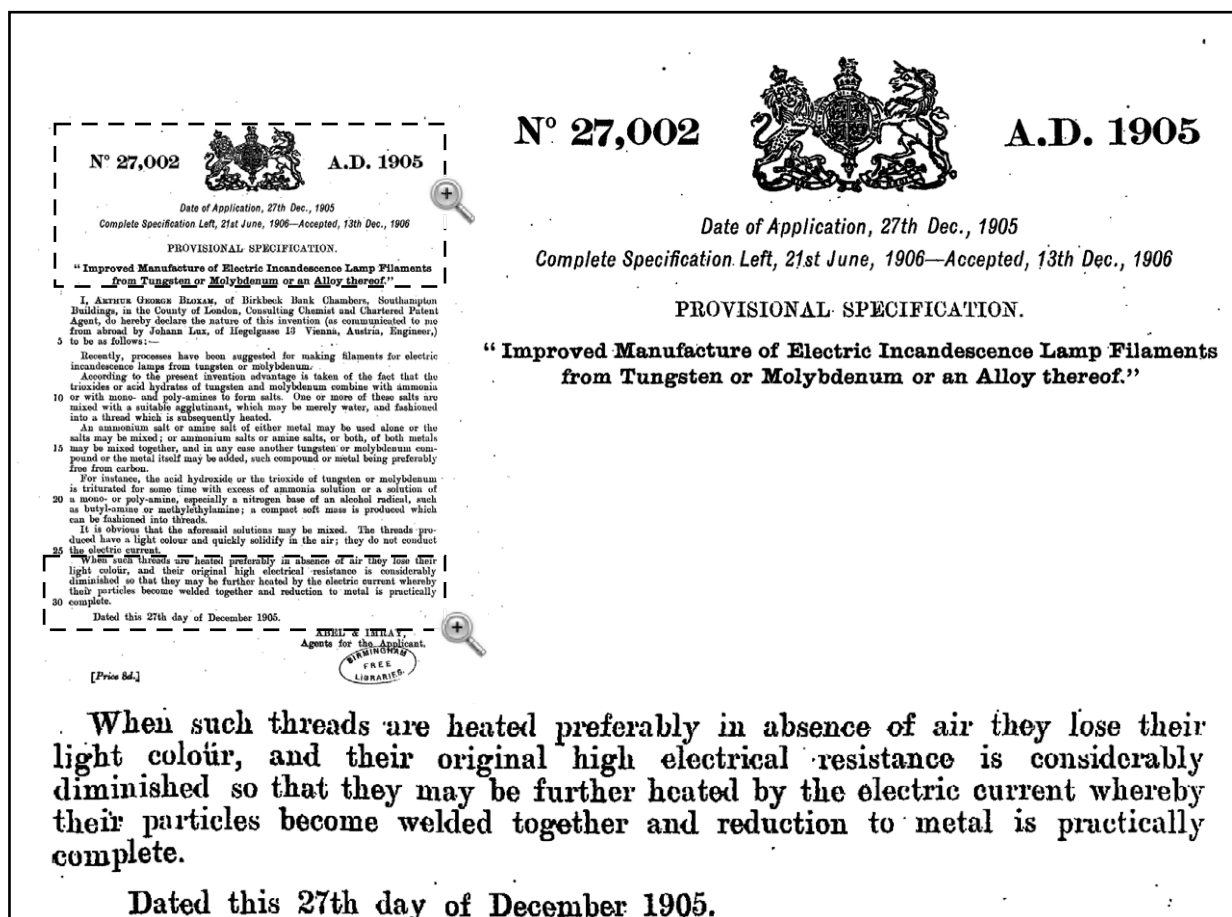 Nº 27,002 A.D. 1905
Date of Application, 27th Dec., 1905
Complete Specification Left, 21st June, 1906—Accepted, 13th Dec., 1906
PROVISIONAL SPECIFICATION.
"Improved Manufacture of Electric Incandescence Lamp Filaments
from Tungsten or Molybdenum or an Alloy thereof."
I, ARTHUR GEORGE BLOXAM, of Birkbeck Bank Chambers, Southampton
Buildings, in the County of London, Consulting Chemist and Chartered Patent
Agent, do hereby declare the nature of this invention (as communicated to me
from abroad by Johann Lux, of Hegelgasse 13 Vienna, Austria, Engineer,)
5 to be as follows:—
Recently, processes have been suggested for making filaments for electric
incandescence lamps from tungsten or molybdenum.
According to the present invention advantage is taken of the fact that the
trioxides or acid hydrates of tungsten and molybdenum combine with ammonia
10 or with mono- and poly-amines to form salts. One or more of these salts are
mixed with a suitable agglutinant, which may be merely water, and fashioned
into a thread which is subsequently heated.
An ammonium salt or amine salt of either metal may be used alone or the
salts may be mixed; or ammonium salts or amine salts, or both, of both metals
15 may be mixed together, and in any case another tungsten or molybdenum com-
pound or the metal itself may be added, such compound or metal being preferably
free from carbon.
For instance, the acid hydroxide or the trioxide of tungsten or molybdenum
is triturated for some time with excess of ammonia solution or a solution of
20 a mono- or poly-amine, especially a nitrogen base of an alcohol radical, such
as butyl-amine or methylethylamine; a compact soft mass is produced which
can be fashioned into threads.
It is obvious that the aforesaid solutions may be mixed. The threads pro-
duced have a light colour and quickly solidify in the air; they do not conduct
25 the electric current.
When such threads are heated preferably in absence of air they lose their
light colour, and their original high electrical resistance is considerably
diminished so that they may be further heated by the electric current whereby
their particles become welded together and reduction to metal is practically
30 complete.
Dated this 27th day of December 1905.
ABEL & IMRAY,
Agents for the Applicant.
[Price 8d.]
BIRMINGHAM
FREE
LIBRARIES.
Nº 27,002 A.D. 1905
Date of Application, 27th Dec., 1905
Complete Specification Left, 21st June, 1906—Accepted, 13th Dec., 1906
PROVISIONAL SPECIFICATION.
"Improved Manufacture of Electric Incandescence Lamp Filaments
from Tungsten or Molybdenum or an Alloy thereof."
When such threads are heated preferably in absence of air they lose their
light colour, and their original high electrical resistance is considerably
diminished so that they may be further heated by the electric current whereby
their particles become welded together and reduction to metal is practically
complete.
Dated this 27th day of December 1905.